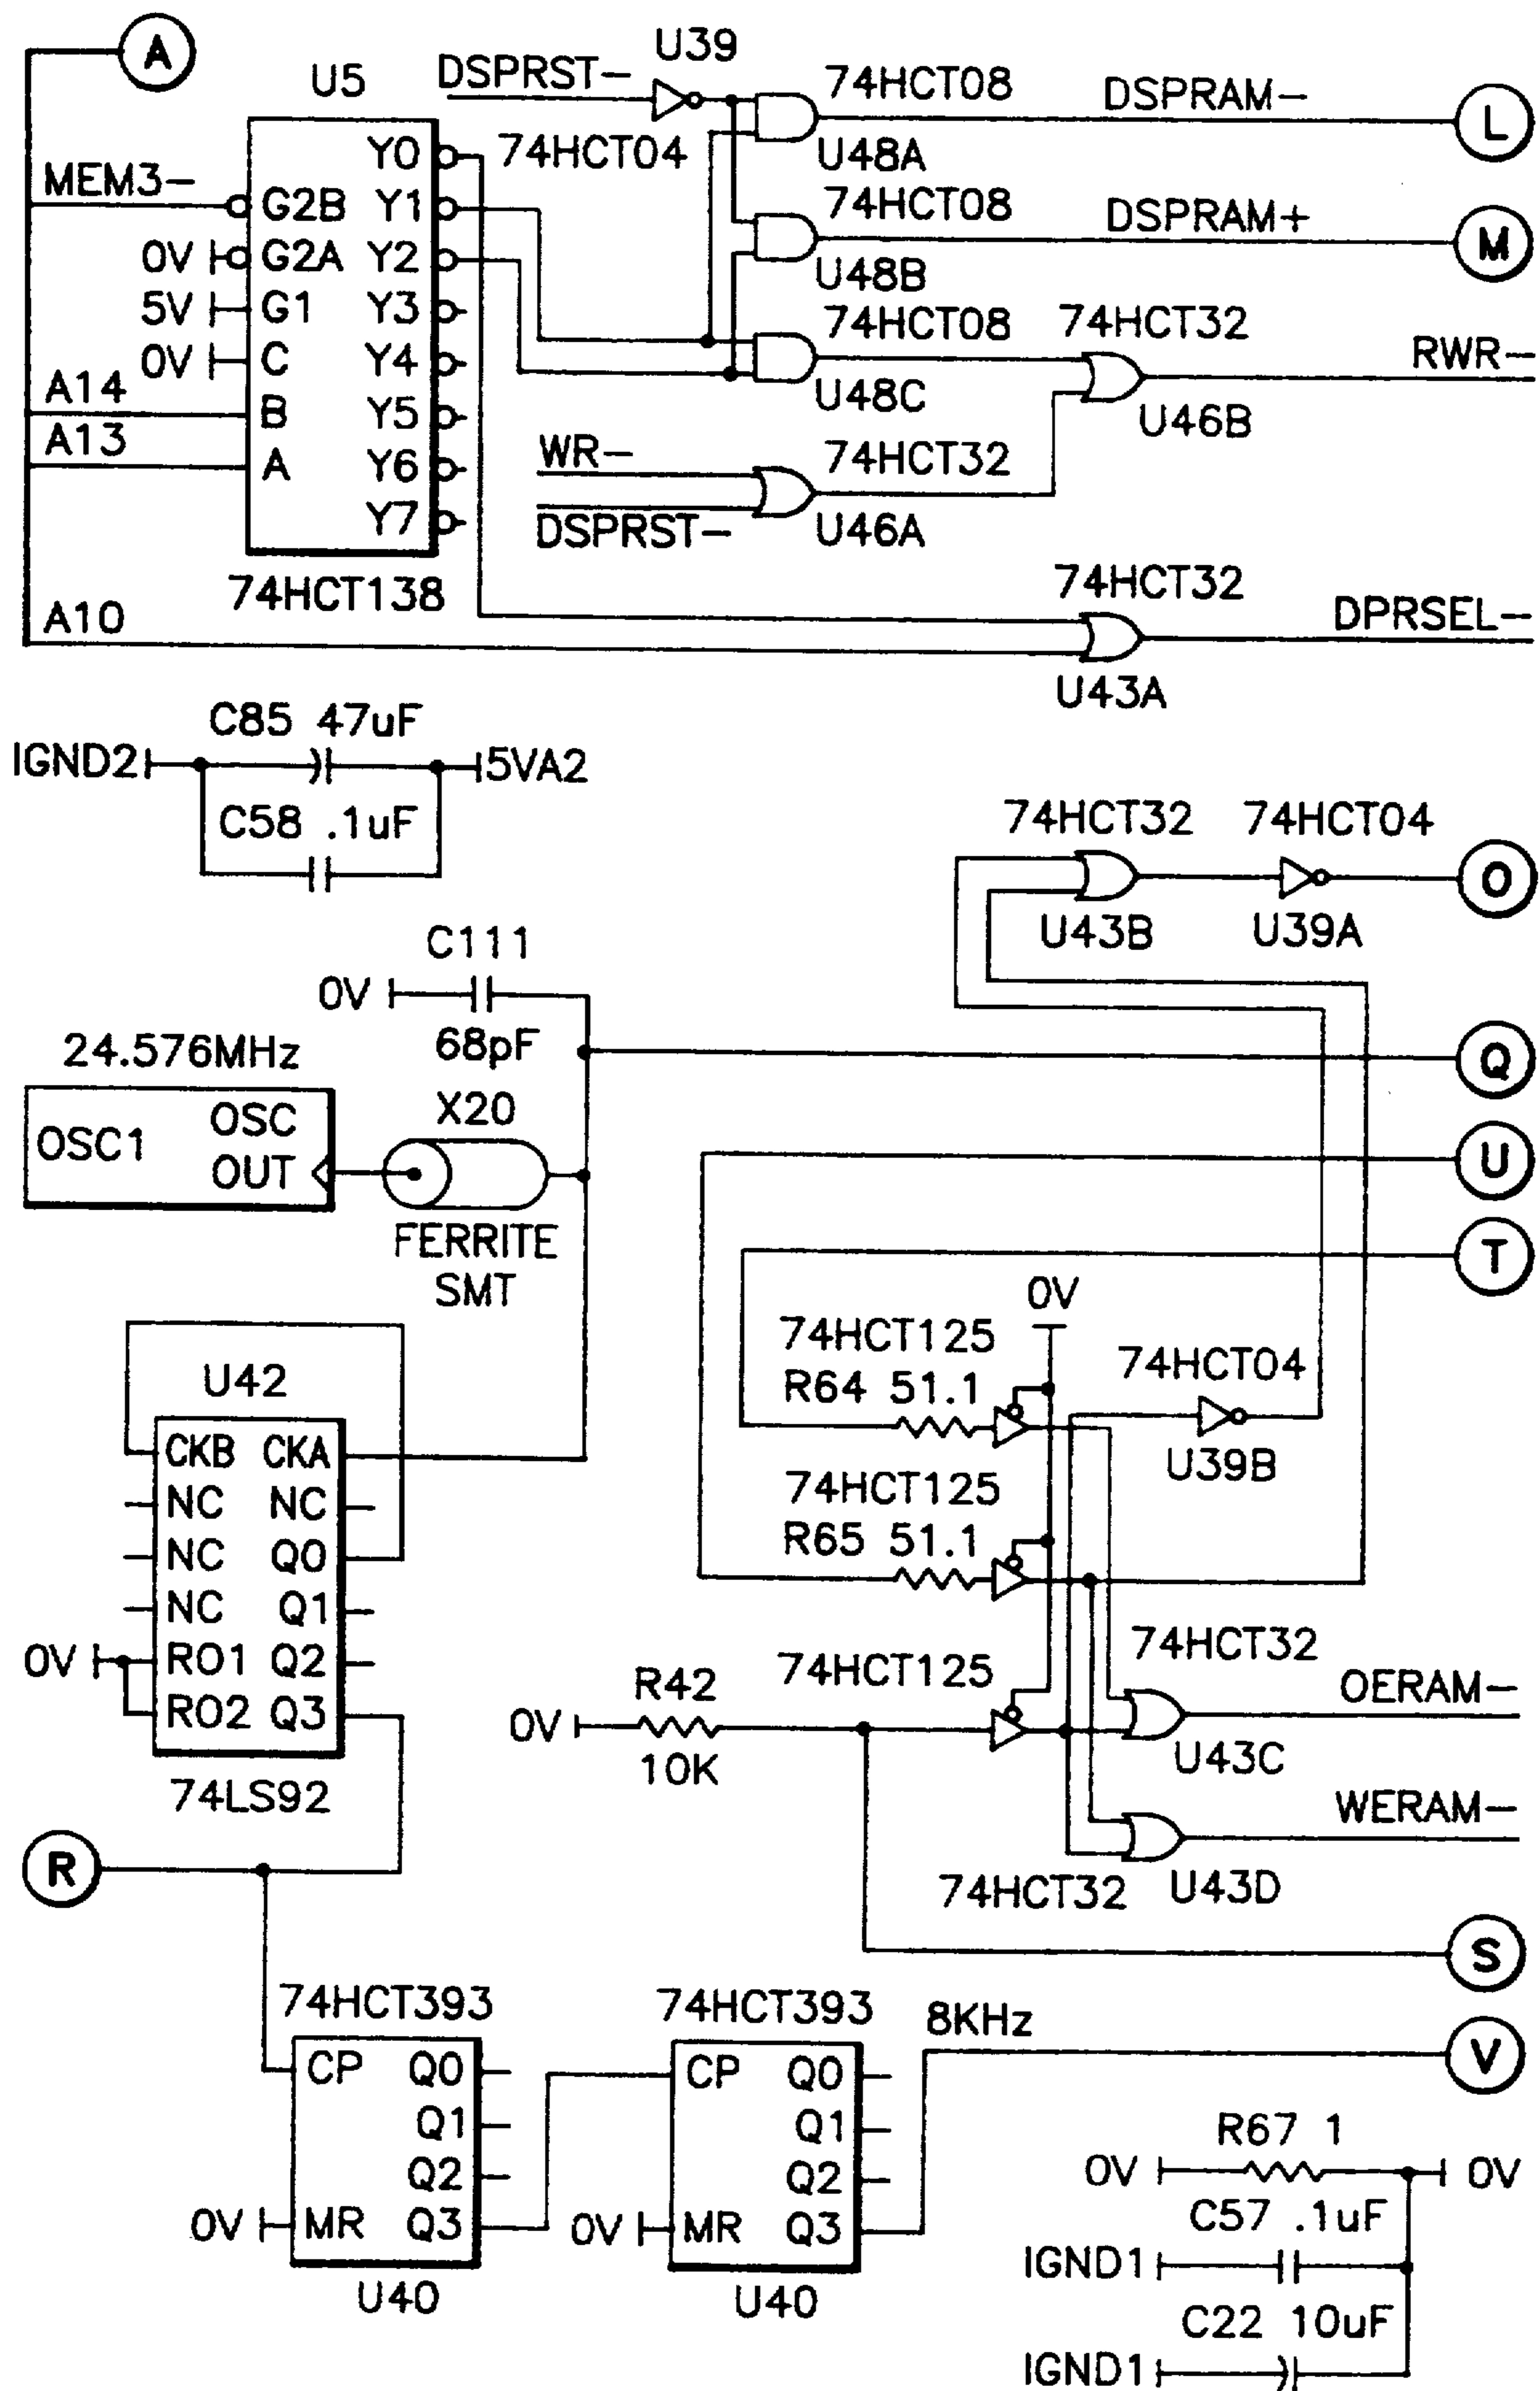 A
U5
DSPRST-
U39
74HCT08
DSPRAM-
L
Y0
74HCT04
U48A
MEM3-
G2B
Y1
74HCT08
DSPRAM+
M
0V
G2A
Y2
U48B
5V
G1
Y3
74HCT08
74HCT32
RWR-
0V
C
Y4
U48C
A14
B
Y5
U46B
A13
A
Y6
WR-
74HCT32
Y7
DSPRST-
U46A
74HCT138
74HCT32
A10
DPRSEL-
U43A
C85 47uF
IGND2
5VA2
C58 .1uF
74HCT32
74HCT04
O
U43B
U39A
C111
0V
68pF
24.576MHz
Q
OSC1
OSC
OUT
X20
U
FERRITE
SMT
T
0V
74HCT125
R64 51.1
74HCT04
U42
CKB
CKA
U39B
NC
NC
74HCT125
NC
Q0
R65 51.1
NC
Q1
0V
RO1
Q2
RO2
Q3
R42
74HCT125
74HCT32
OERAM-
0V
10K
U43C
74LS92
WERAM-
R
74HCT32
U43D
S
74HCT393
74HCT393
8KHz
V
CP
Q0
CP
Q0
Q1
Q1
R67 1
Q2
Q2
0V
0V
0V
MR
Q3
0V
MR
Q3
C57 .1uF
IGND1
U40
U40
C22 10uF
IGND1